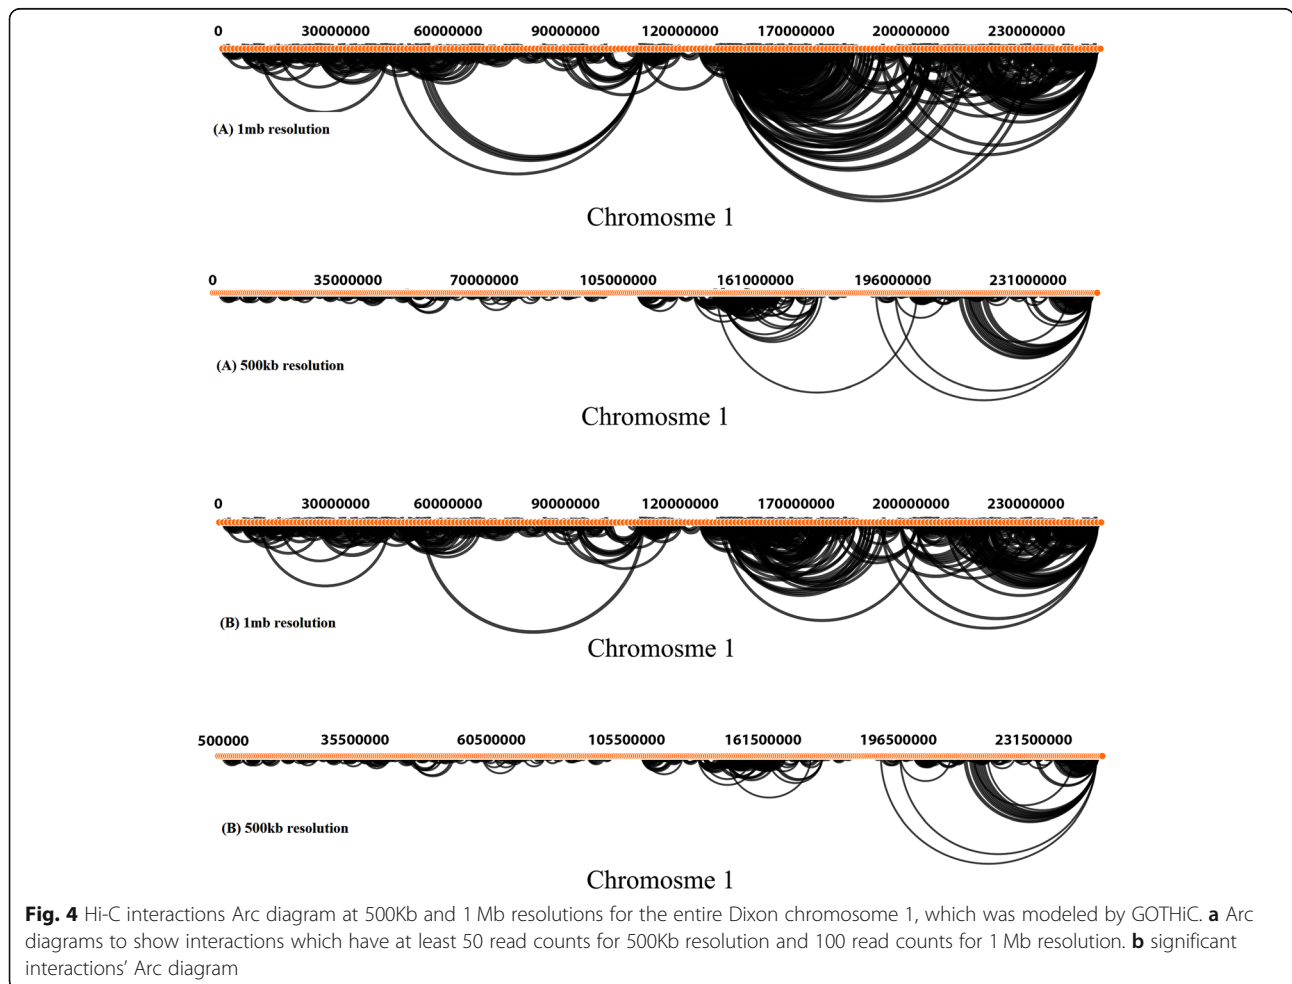 0 30000000 60000000 90000000 120000000 170000000 200000000 230000000
(A) 1mb resolution
Chromosme 1
0 35000000 70000000 105000000 161000000 196000000 231000000
(A) 500kb resolution
Chromosme 1
0 30000000 60000000 90000000 120000000 170000000 200000000 230000000
(B) 1mb resolution
Chromosme 1
500000 35500000 60500000 105500000 161500000 196500000 231500000
(B) 500kb resolution
Chromosme 1
Fig. 4 Hi-C interactions Arc diagram at 500Kb and 1 Mb resolutions for the entire Dixon chromosome 1, which was modeled by GOTHiC. a Arc
diagrams to show interactions which have at least 50 read counts for 500Kb resolution and 100 read counts for 1 Mb resolution. b significant
interactions' Arc diagram